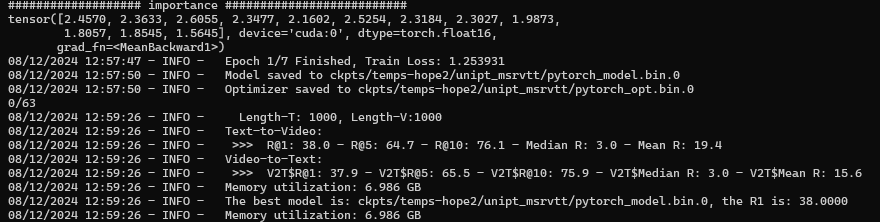 ################### importance ##########################
tensor([2.4570, 2.3633, 2.6055, 2.3477, 2.1602, 2.5254, 2.3184, 2.3027, 1.9873,
1.8057, 1.8545, 1.5645], device='cuda:0', dtype=torch.float16,
grad_fn=<MeanBackward1>)
08/12/2024 12:57:47 - INFO -   Epoch 1/7 Finished, Train Loss: 1.253931
08/12/2024 12:57:50 - INFO -   Model saved to ckpts/temps-hope2/unipt_msrvtt/pytorch_model.bin.0
08/12/2024 12:57:50 - INFO -   Optimizer saved to ckpts/temps-hope2/unipt_msrvtt/pytorch_opt.bin.0
0/63
08/12/2024 12:59:26 - INFO -     Length-T: 1000, Length-V:1000
08/12/2024 12:59:26 - INFO -   Text-to-Video:
08/12/2024 12:59:26 - INFO -    >>>  R@1: 38.0 - R@5: 64.7 - R@10: 76.1 - Median R: 3.0 - Mean R: 19.4
08/12/2024 12:59:26 - INFO -   Video-to-Text:
08/12/2024 12:59:26 - INFO -    >>>  V2T$R@1: 37.9 - V2T$R@5: 65.5 - V2T$R@10: 75.9 - V2T$Median R: 3.0 - V2T$Mean R: 15.6
08/12/2024 12:59:26 - INFO -   Memory utilization: 6.986 GB
08/12/2024 12:59:26 - INFO -   The best model is: ckpts/temps-hope2/unipt_msrvtt/pytorch_model.bin.0, the R1 is: 38.0000
08/12/2024 12:59:26 - INFO -   Memory utilization: 6.986 GB